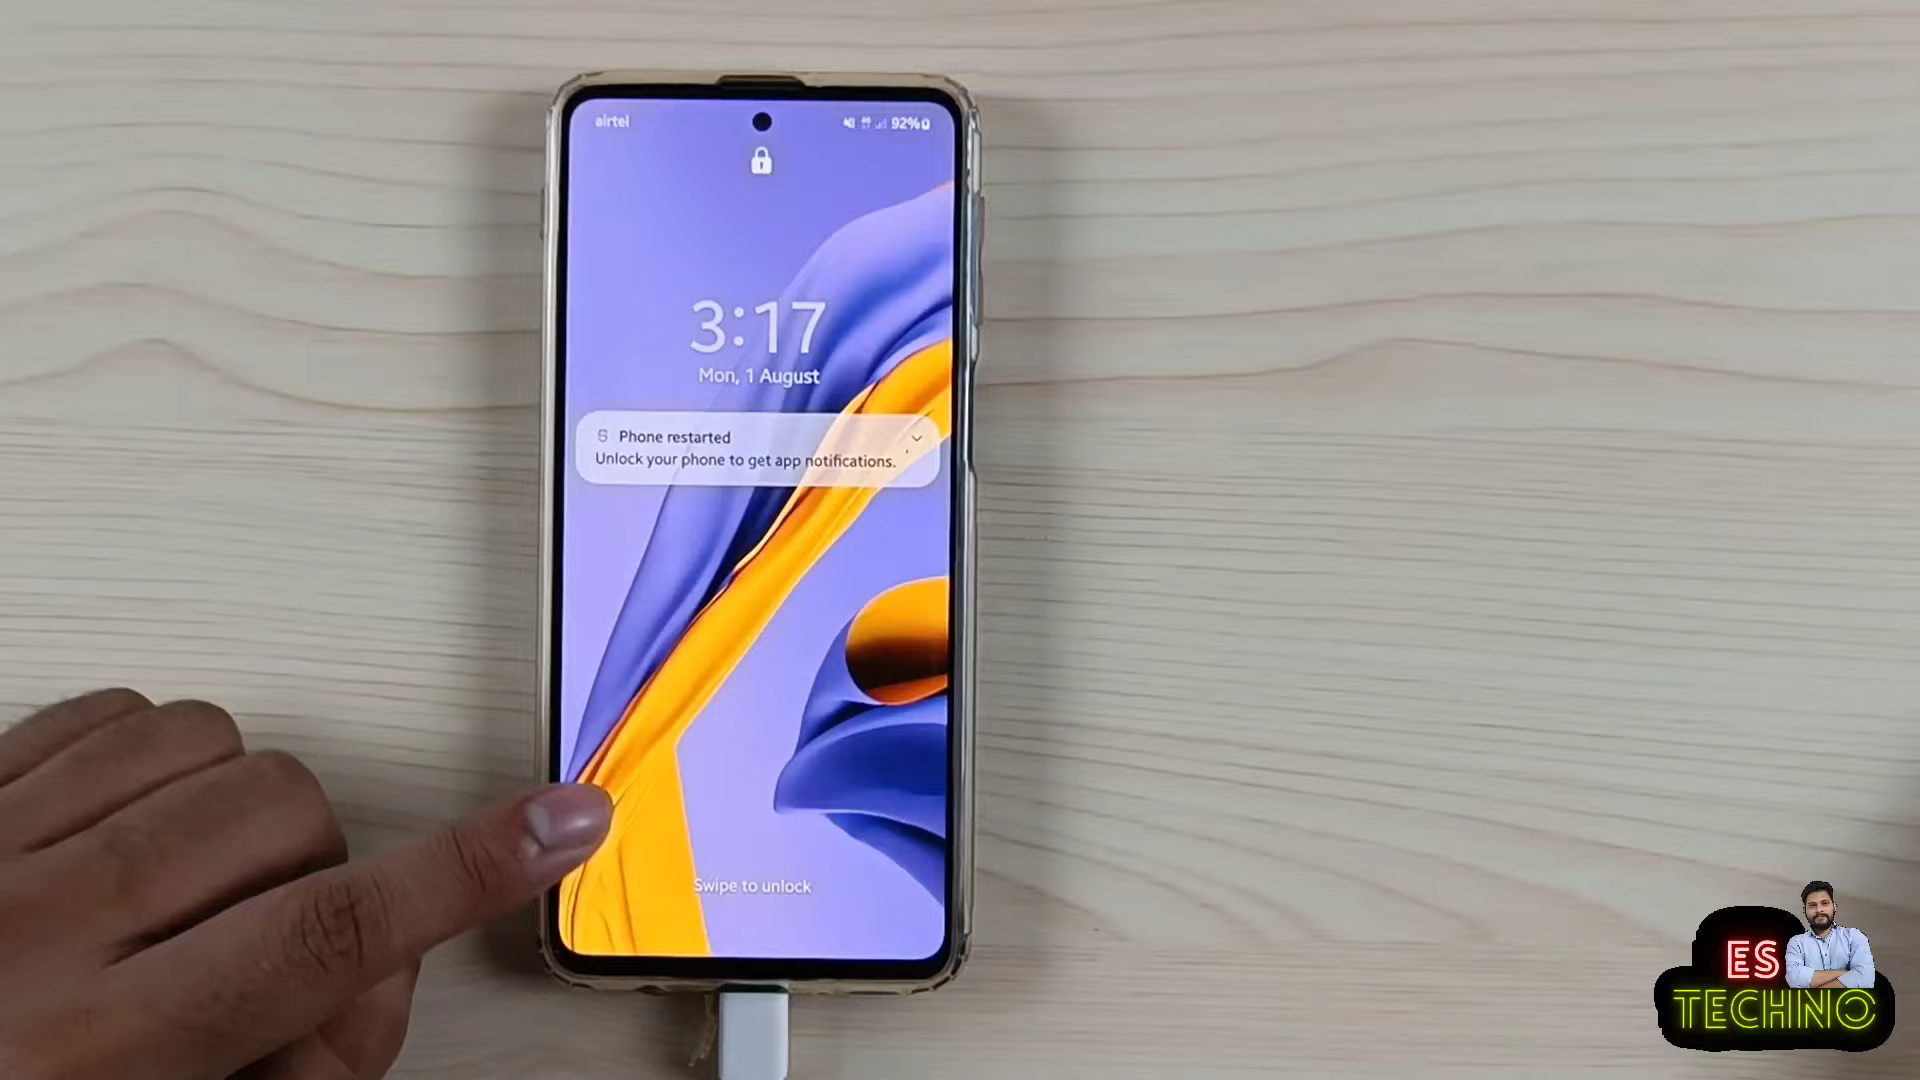 airtel
92%
3:17
Mon, 1 August
Phone restarted
Unlock your phone to get app notifications.
Swipe to unlock
ES
TECHNO